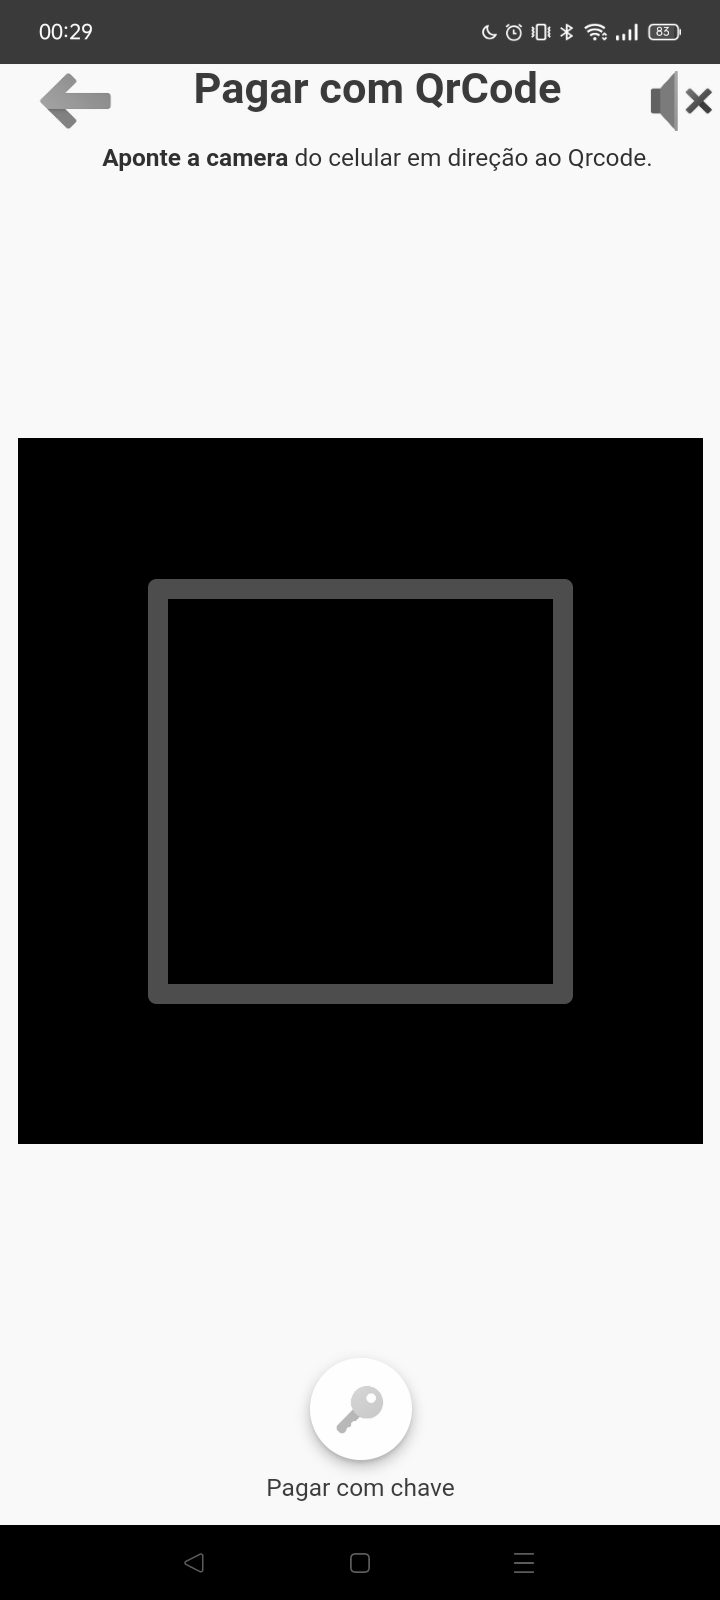 00:29
83
Pagar com QrCode
Aponte a camera do celular em direção ao Qrcode.
Pagar com chave